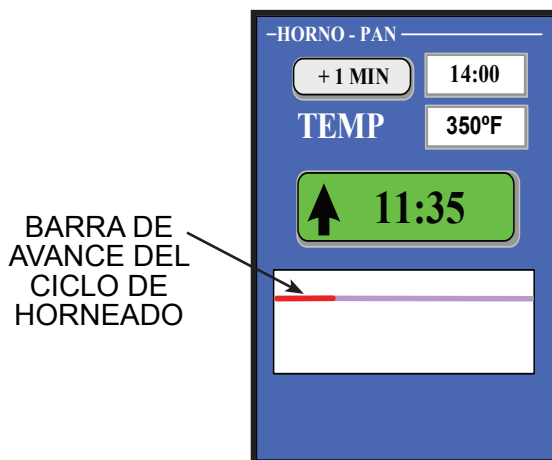 HORNO - PAN
+ 1 MIN 14:00
TEMP 350ºF
11:35
BARRA DE
AVANCE DEL
CICLO DE
HORNEADO